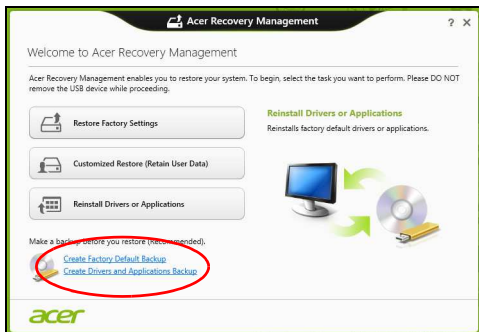 Acer Recovery Management
? ×
Welcome to Acer Recovery Management
Acer Recovery Management enables you to restore your system. To begin, select the task you want to perform. Please DO NOT
remove the USB device while proceeding.
Restore Factory Settings
Customized Restore (Retain User Data)
Reinstall Drivers or Applications
Reinstall Drivers or Applications
Reinstalls factory default drivers or applications.
Make a backup before you restore (Recommended).
Create Factory Default Backup
Create Drivers and Applications Backup
acer